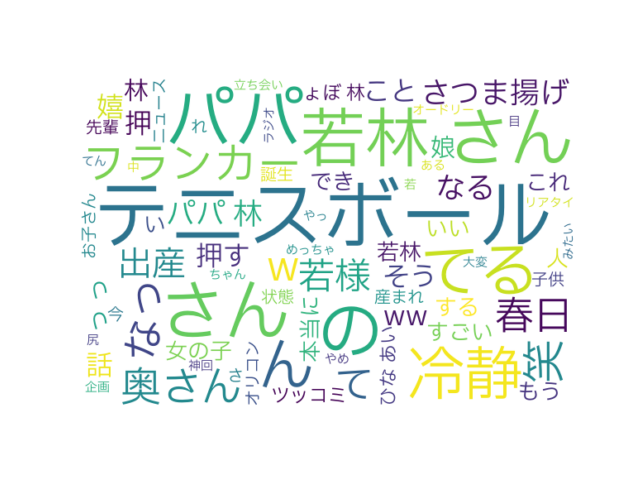 立ち会い
ょぼ 林
こと
さつま揚げ
林
嬉
ニュース
パパ
若林
さん
オードリー
先輩
押
れ
ラジオ
目
娘
フランカー
誕生
てん
中
でき
ある
若
なる
これ
リアタイ
テニスボール
お子さん
い
パパ 林
やっ
いい
みたい
出産
押す
めっちゃ
若林
てる
人
w
若様
そう
大変
子供
ちゃん
っっ
なっ
さん
の
状態
産まれ
する
春日
今
本当に
ww
すごい
女の子
ん
尻
話
神回
やめ
あい
冷静
笑
企画
奥さん
さ
オリコン
ツッコミ
て
ひな
もう